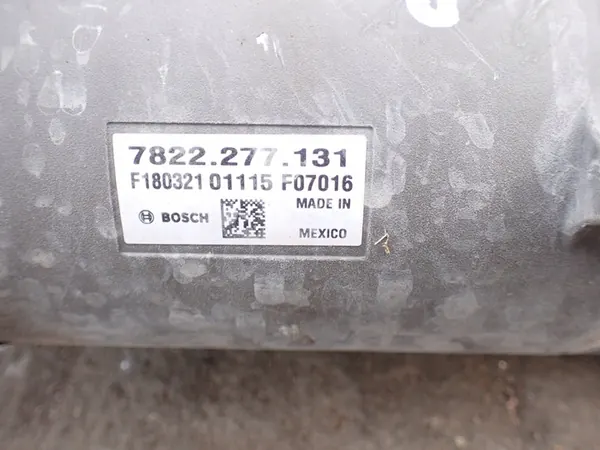 7822.277.131
F180321 01115 F07016
MADE IN
BOSCH
MEXICO